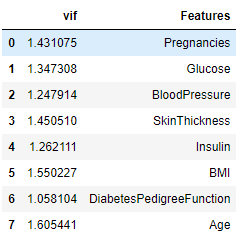 vif Features
0 1.431075 Pregnancies
1 1.347308 Glucose
2 1.247914 BloodPressure
3 1.450510 SkinThickness
4 1.262111 Insulin
5 1.550227 BMI
6 1.058104 DiabetesPedigreeFunction
7 1.605441 Age